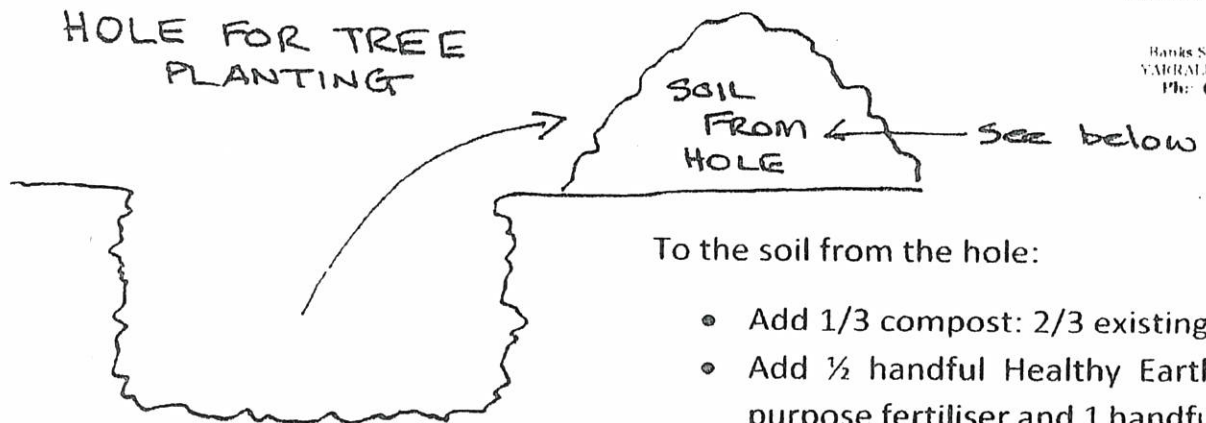 HOLE FOR TREE
PLANTING
Banks
Ph:
SOIL
FROM
HOLE
See below
To the soil from the hole:
• Add 1/3 compost: 2/3 existing
• Add ½ handful Healthy Earth
purpose fertiliser and 1 handfu